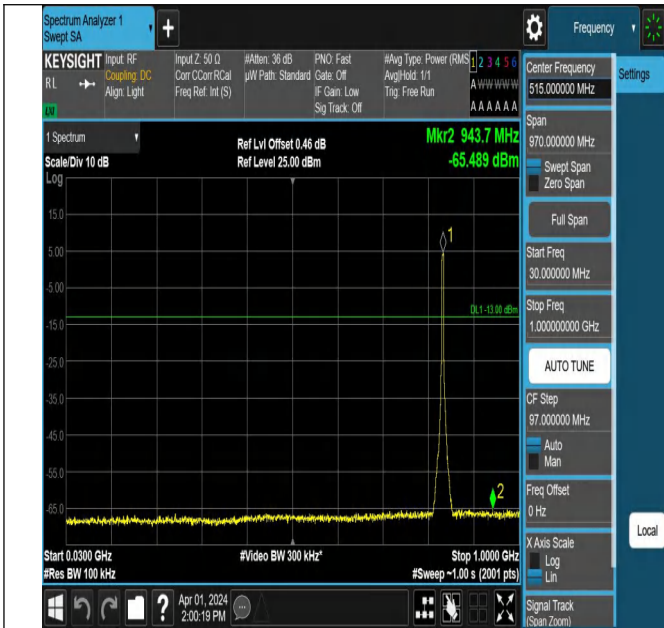 Spectrum Analyzer 1
Swept SA
Frequency
KEYSIGHT
RL
LXI
Input: RF
Coupling: DC
Align: Light
Input Z: 50 Ω
Corr CCorr RCal
Freq Ref: Int (S)
#Atten: 36 dB
µW Path: Standard
PNO: Fast
Gate: Off
IF Gain: Low
Sig Track: Off
#Avg Type: Power (RMS
Avg|Hold: 1/1
Trig: Free Run
1 2 3 4 5 6
A W W W W W
A A A A A A
1 Spectrum
Scale/Div 10 dB
Log
Ref Lvl Offset 0.46 dB
Ref Level 25.00 dBm
Mkr2 943.7 MHz
-65.489 dBm
15.0
5.00
-5.00
-15.0
-25.0
-35.0
-45.0
-55.0
-65.0
1
DL1 -13.00 dBm
2
Start 0.0300 GHz
#Res BW 100 kHz
#Video BW 300 kHz*
Stop 1.0000 GHz
#Sweep ~1.00 s (2001 pts)
Apr 01, 2024
2:00:19 PM
Center Frequency
515.000000 MHz
Settings
Span
970.000000 MHz
Swept Span
Zero Span
Full Span
Start Freq
30.000000 MHz
Stop Freq
1.000000000 GHz
AUTO TUNE
CF Step
97.000000 MHz
Auto
Man
Freq Offset
0 Hz
X Axis Scale
Log
Lin
Local
Signal Track
(Span Zoom)